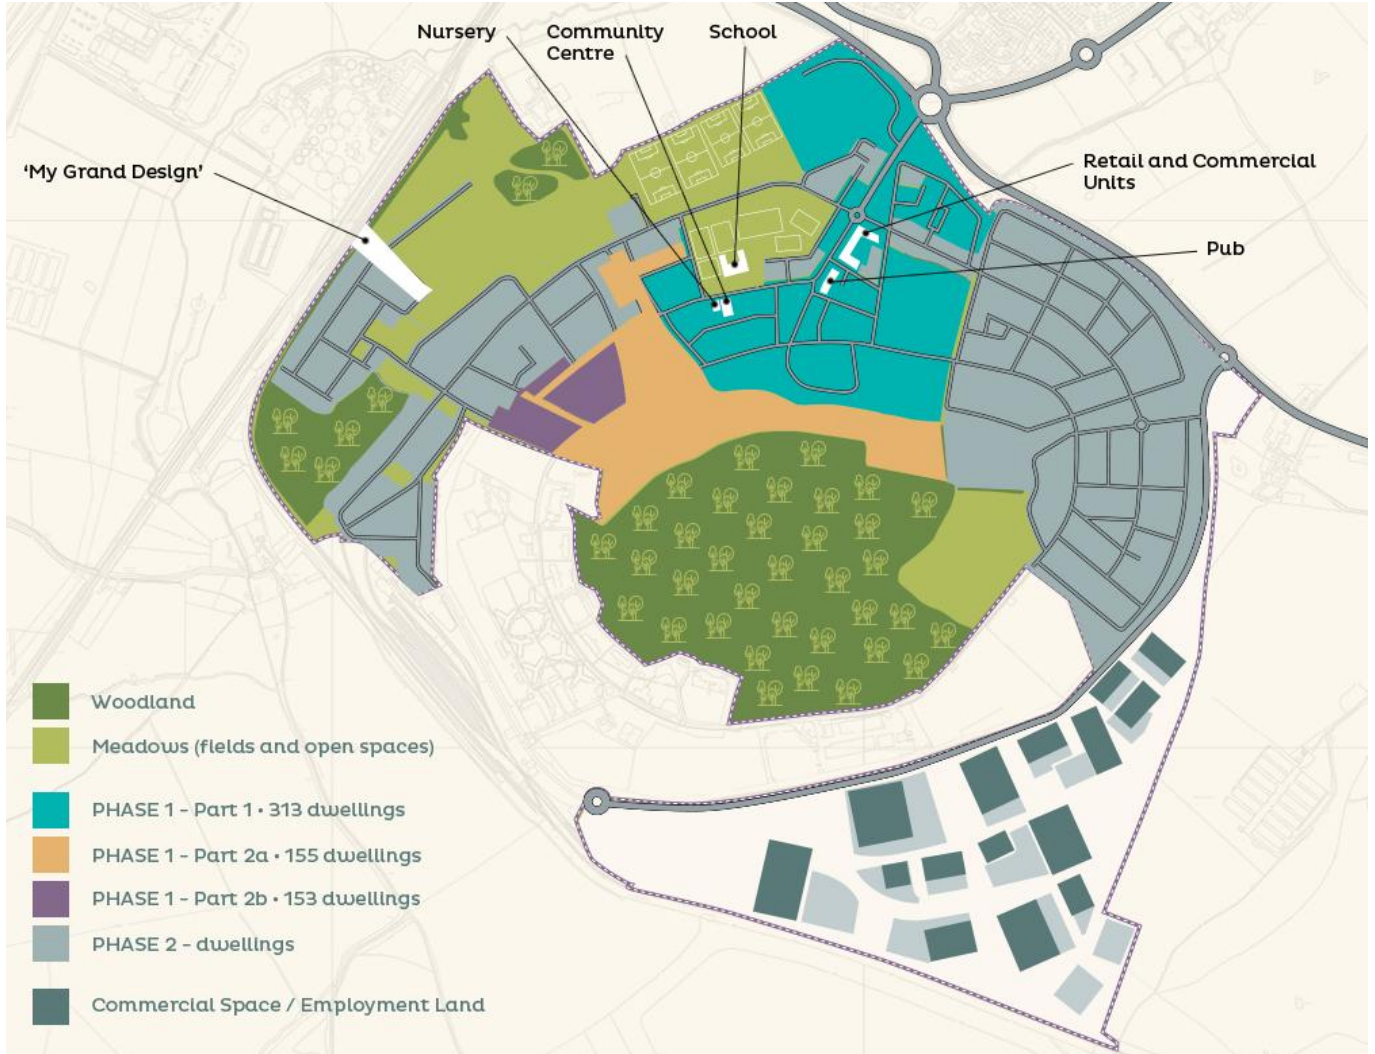 Nursery
Community
Centre
School
'My Grand Design'
Retail and Commercial
Units
Pub
Woodland
Meadows (fields and open spaces)
PHASE 1 - Part 1 • 313 dwellings
PHASE 1 - Part 2a • 155 dwellings
PHASE 1 - Part 2b • 153 dwellings
PHASE 2 - dwellings
Commercial Space / Employment Land